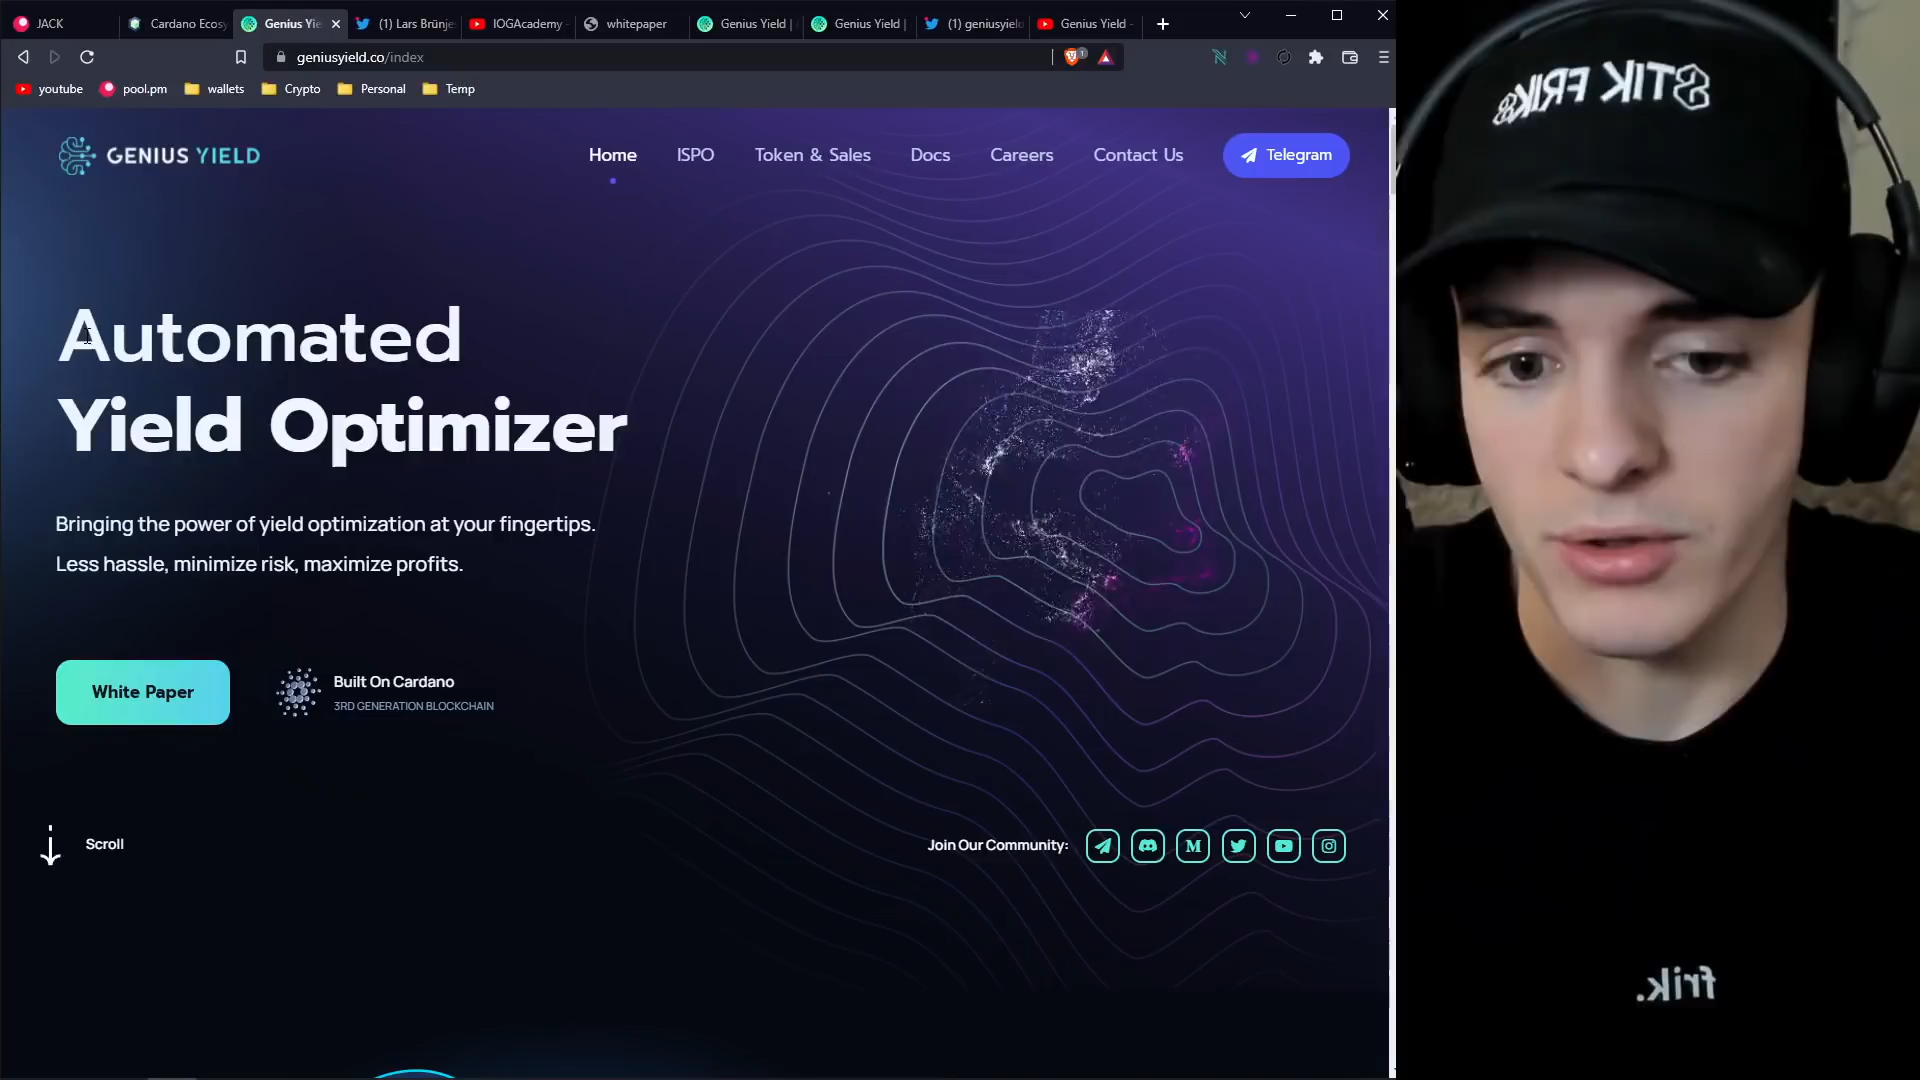 JACK
Cardano Ecosy
Genius Yie
(1) Lars Brünje
IOGAcademy -
whitepaper
Genius Yield |
Genius Yield |
(1) geniusyield
Genius Yield -
geniusyield.co/index
1
youtube
pool.pm
wallets
Crypto
Personal
Temp
GENIUS YIELD
Home
ISPO
Token & Sales
Docs
Careers
Contact Us
Telegram
Automated
Yield Optimizer
Bringing the power of yield optimization at your fingertips.
Less hassle, minimize risk, maximize profits.
White Paper
Built On Cardano
3RD GENERATION BLOCKCHAIN
Scroll
Join Our Community:
M
frik.